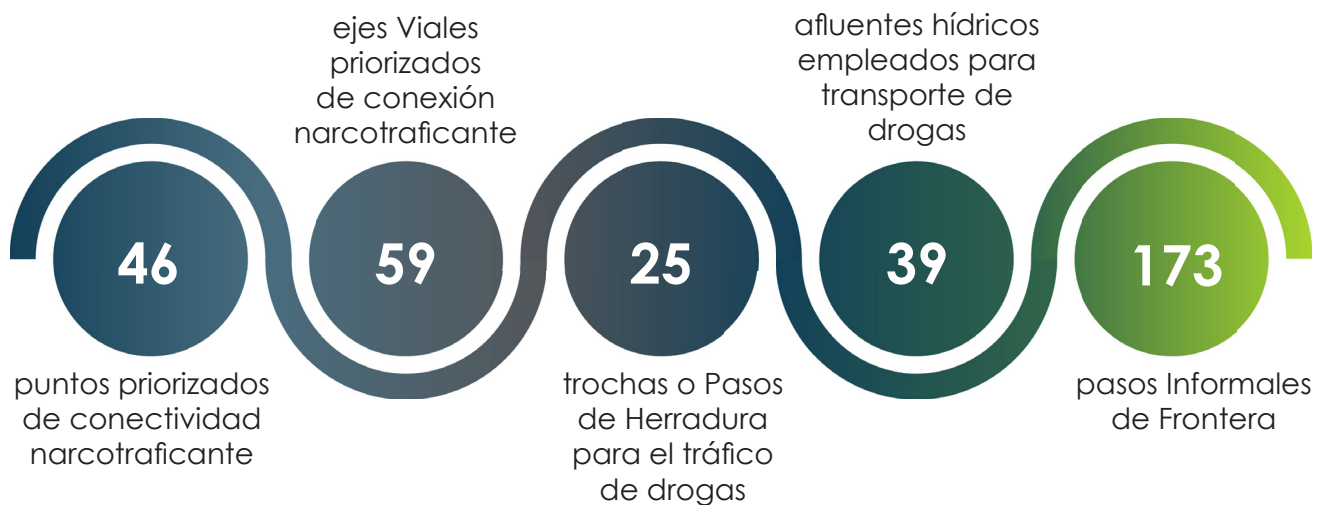 46
puntos priorizados
de conectividad
narcotraficante
ejes Viales
priorizados
de conexión
narcotraficante
59
25
trochas o Pasos
de Herradura
para el tráfico
de drogas
afluentes hídricos
empleados para
transporte de
drogas
39
173
pasos Informales
de Frontera